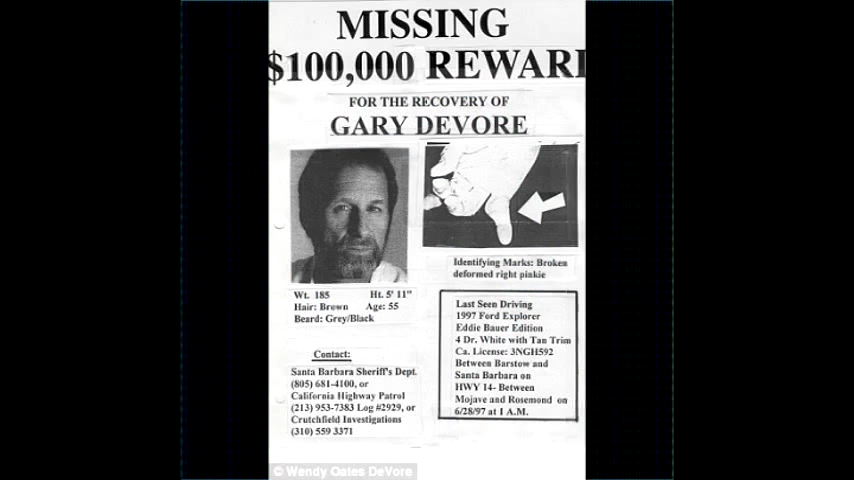 MISSING
$100,000 REWARD
FOR THE RECOVERY OF
GARY DEVORE
Identifying Marks: Broken
deformed right pinkie
Wt. 185 Ht. 5' 11"
Hair: Brown Age: 55
Beard: Grey/Black
Contact:
Santa Barbara Sheriff's Dept.
(805) 681-4100, or
California Highway Patrol
(213) 953-7383 Log #2929, or
Crutchfield Investigations
(310) 559 3371
Last Seen Driving
1997 Ford Explorer
Eddie Bauer Edition
4 Dr. White with Tan Trim
Ca. License: 3NGH592
Between Barstow and
Santa Barbara on
HWY 14- Between
Mojave and Rosemond on
6/28/97 at 1 A.M.
© Wendy Oates DeVore